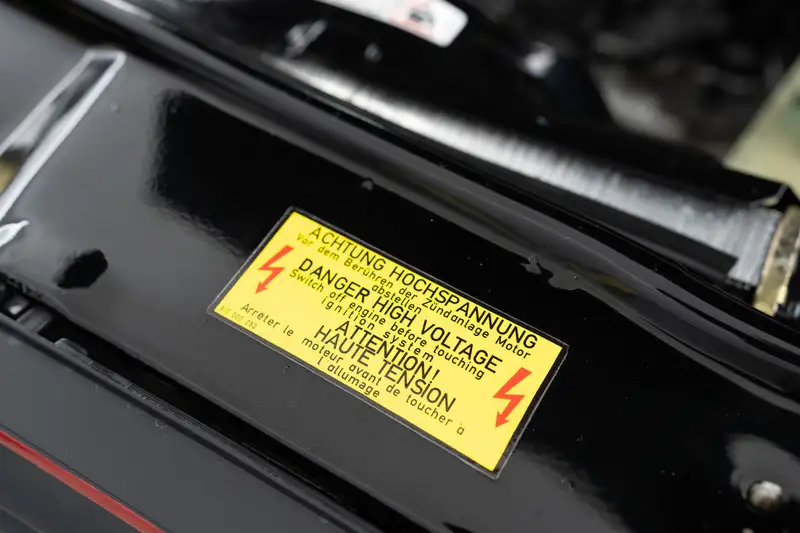 ACHTUNG HOCHSPANNUNG
Vor dem Berühren der Zündanlage Motor
abstellen
DANGER HIGH VOLTAGE
Switch off engine before touching
ignition system
ATTENTION!
HAUTE TENSiON
Arrêter le moteur avant de toucher à
l'allumage